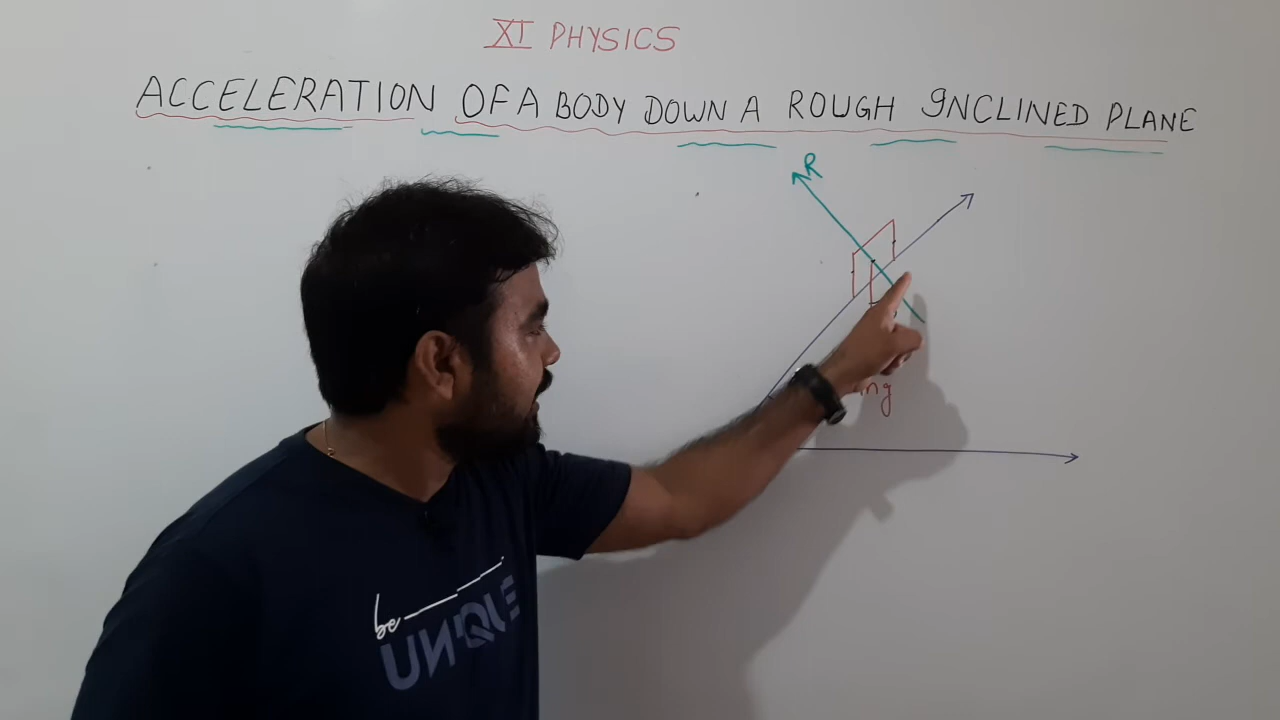 XI PHYSICS
ACCELERATION OF A BODY DOWN A ROUGH INCLINED PLANE
R
mg
be
UNIQUE